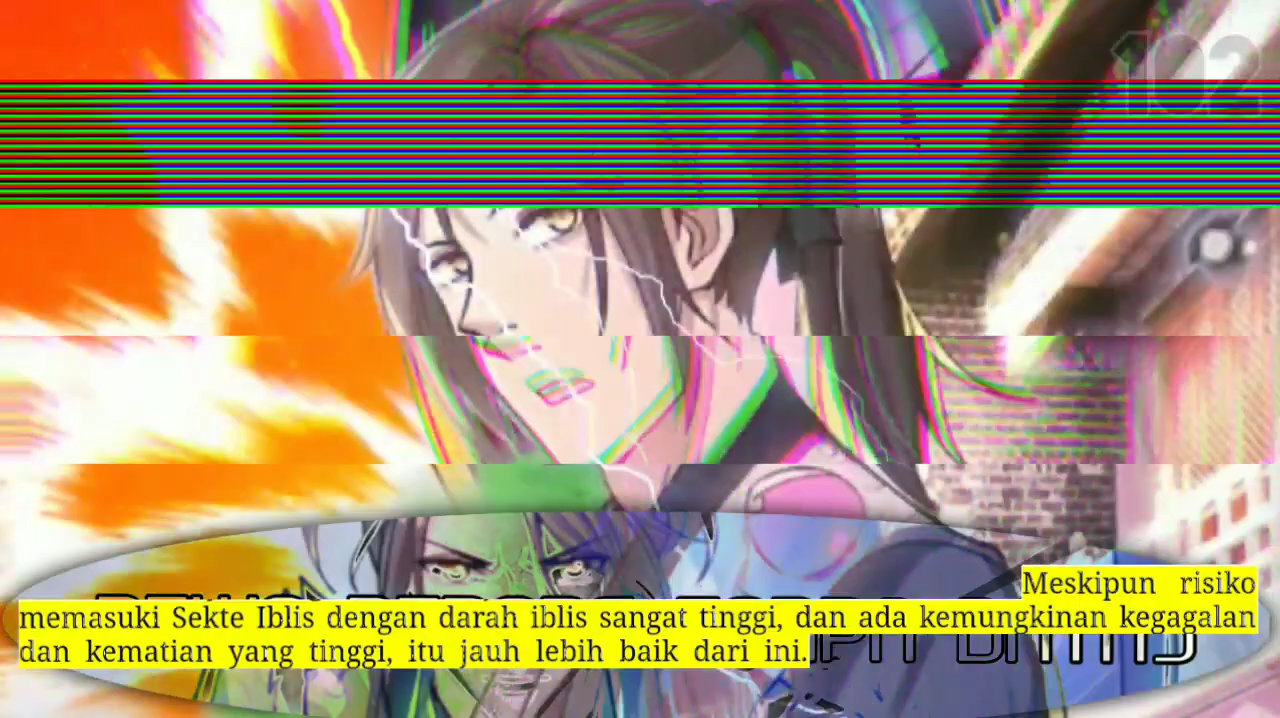 102
Meskipun risiko
memasuki Sekte Iblis dengan darah iblis sangat tinggi, dan ada kemungkinan kegagalan
dan kematian yang tinggi, itu jauh lebih baik dari ini.